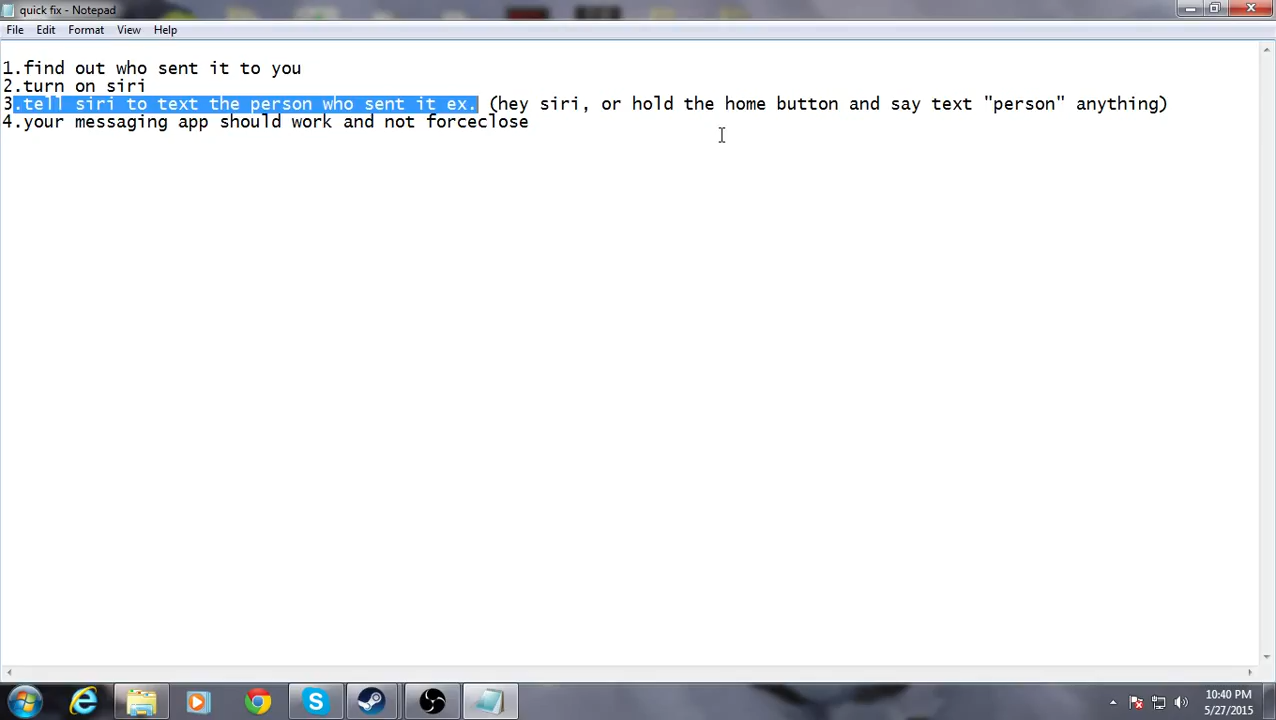 quick fix - Notepad
File Edit Format View Help
1.find out who sent it to you
2.turn on siri
3.tell siri to text the person who sent it ex. (hey siri, or hold the home button and say text "person" anything)
4.your messaging app should work and not forceclose
10:40 PM
5/27/2015